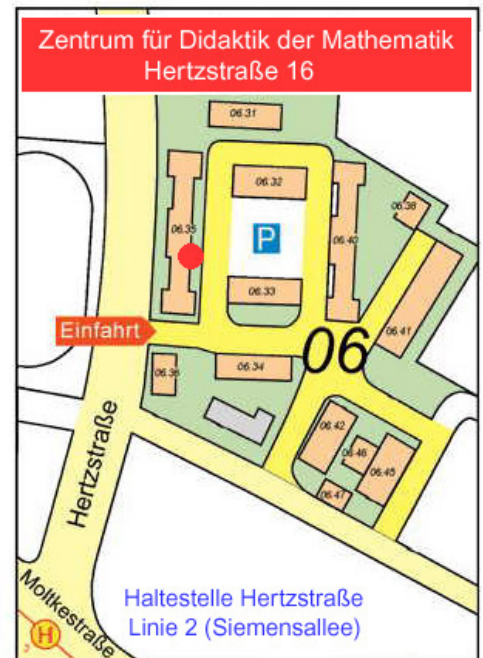 Zentrum für Didaktik der Mathematik
Hertzstraße 16
06.31
06.32
06.38
06.35
P
06.40
06.33
Einfahrt
06
06.41
06.36
06.34
06.42
06.46
06.45
06.47
Hertzstraße
Moltkestraße
H
Haltestelle Hertzstraße
Linie 2 (Siemensallee)